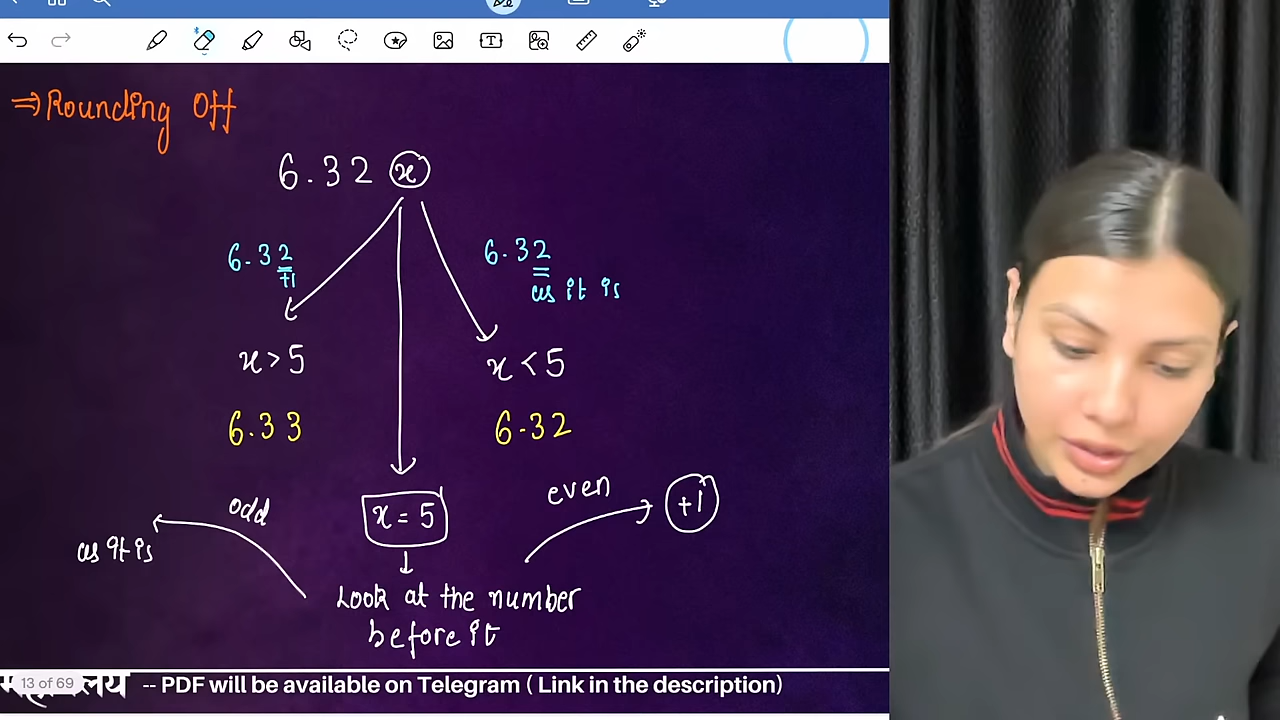 ⇒Rounding Off
6.32 x
6.32
+1
6.32
as it is
x > 5
x < 5
6.33
6.32
odd
x = 5
even
+1
as it is
Look at the number
before it
13 of 69
-- PDF will be available on Telegram ( Link in the description)